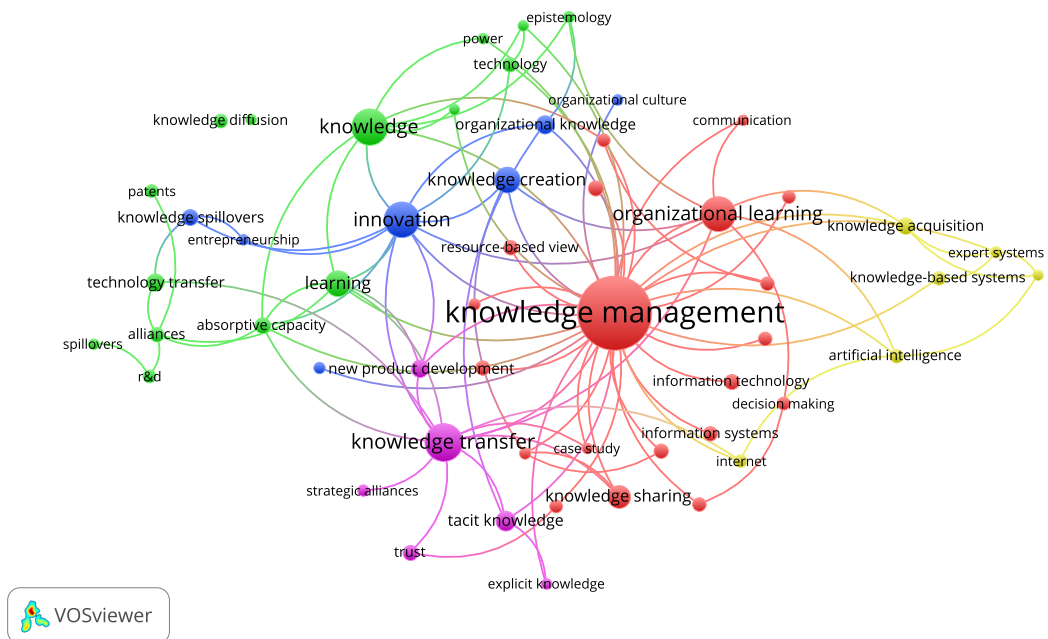 epistemology
power
technology
organizational culture
knowledge diffusion
knowledge
organizational knowledge
communication
knowledge creation
patents
knowledge spillovers
innovation
organizational learning
knowledge acquisition
entrepreneurship
resource-based view
expert systems
technology transfer
learning
knowledge-based systems
knowledge management
absorptive capacity
alliances
spillovers
artificial intelligence
r&d
new product development
information technology
decision making
knowledge transfer
case study
information systems
internet
strategic alliances
knowledge sharing
tacit knowledge
trust
explicit knowledge
VOSviewer